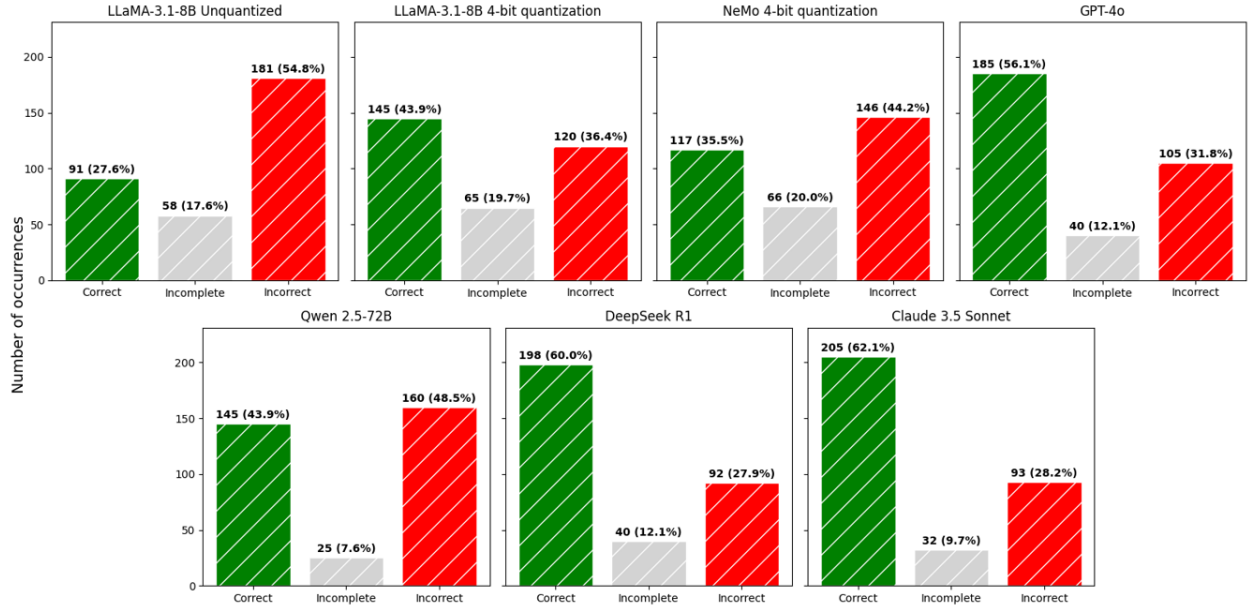 LLaMA-3.1-8B Unquantized
LLaMA-3.1-8B 4-bit quantization
NeMo 4-bit quantization
GPT-4o
Number of occurrences
200
150
100
50
0
91 (27.6%)
58 (17.6%)
181 (54.8%)
Correct
Incomplete
Incorrect
145 (43.9%)
65 (19.7%)
120 (36.4%)
Correct
Incomplete
Incorrect
117 (35.5%)
66 (20.0%)
146 (44.2%)
Correct
Incomplete
Incorrect
185 (56.1%)
40 (12.1%)
105 (31.8%)
Correct
Incomplete
Incorrect
Qwen 2.5-72B
DeepSeek R1
Claude 3.5 Sonnet
200
150
100
50
0
145 (43.9%)
25 (7.6%)
160 (48.5%)
Correct
Incomplete
Incorrect
198 (60.0%)
40 (12.1%)
92 (27.9%)
Correct
Incomplete
Incorrect
205 (62.1%)
32 (9.7%)
93 (28.2%)
Correct
Incomplete
Incorrect